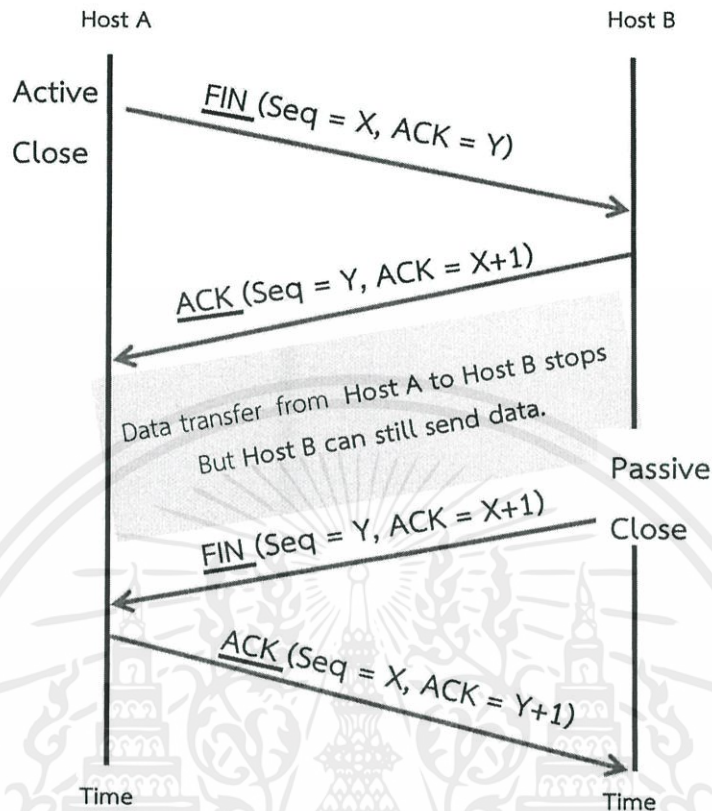 Host A
Host B
Active
Close
FIN (Seq = X, ACK = Y)
ACK (Seq = Y, ACK = X+1)
Data transfer from Host A to Host B stops
But Host B can still send data.
Passive
Close
FIN (Seq = Y, ACK = X+1)
ACK (Seq = X, ACK = Y+1)
Time
Time